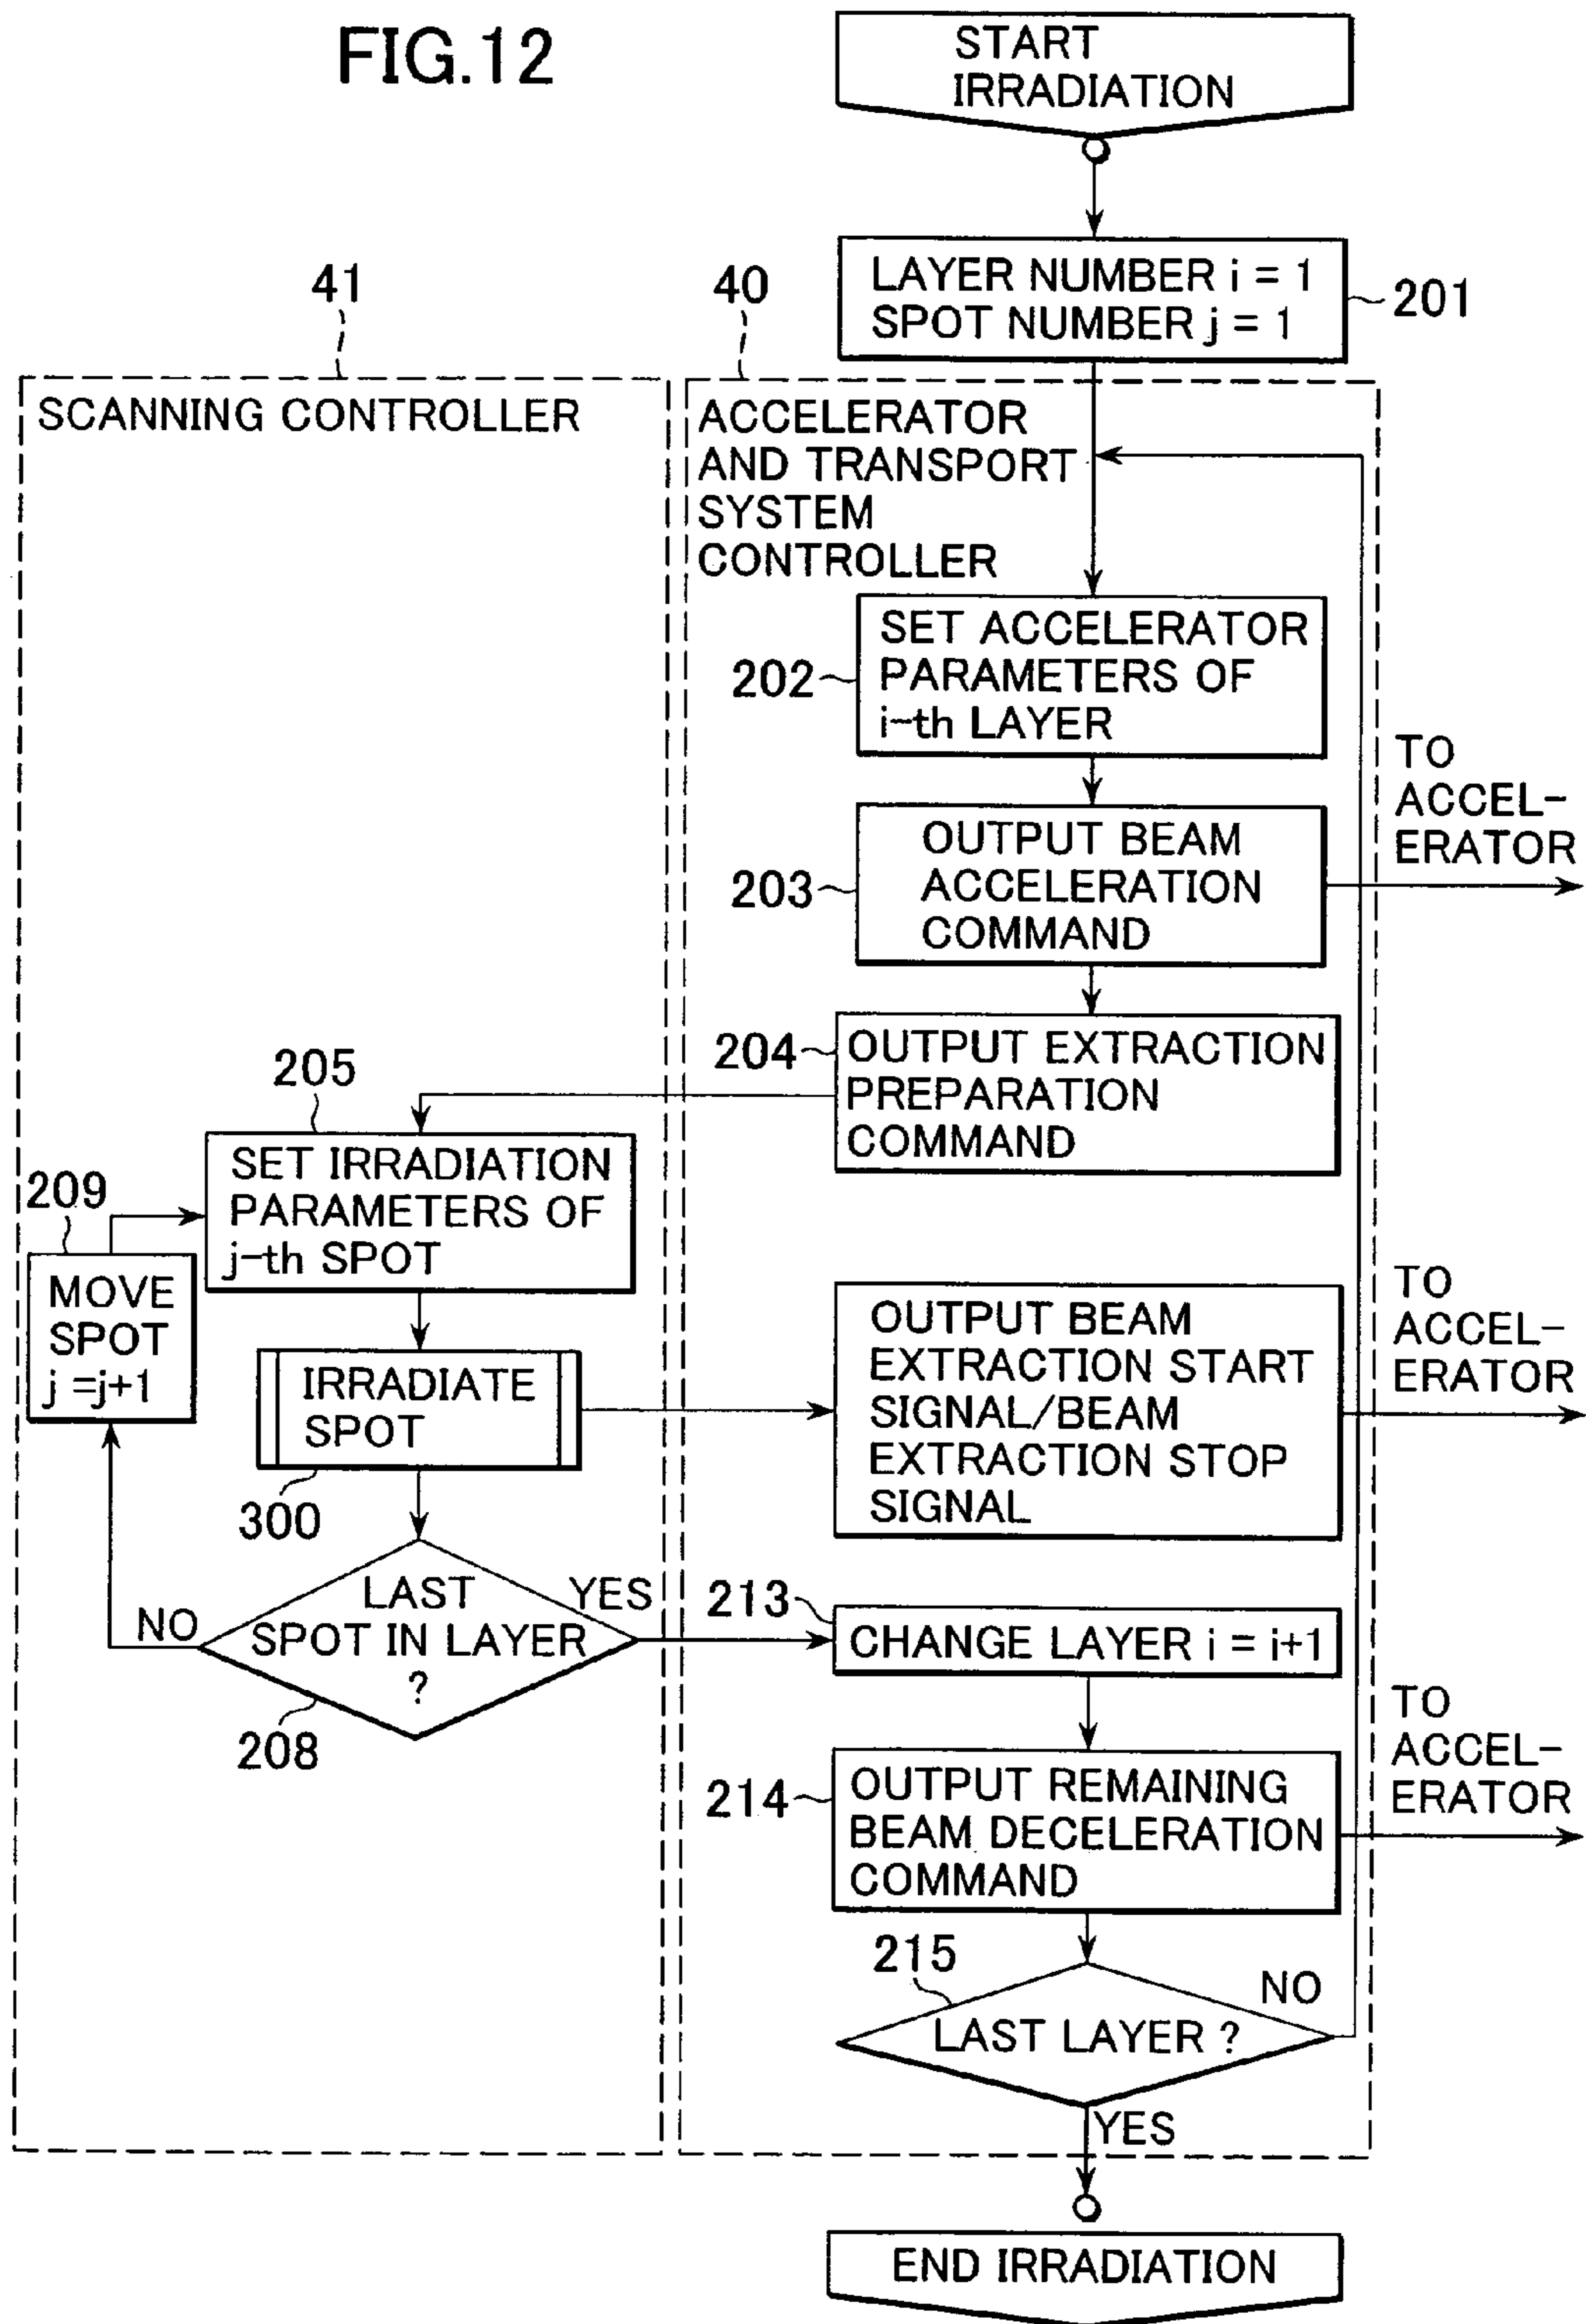 FIG.12
START
IRRADIATION
LAYER NUMBER i = 1
SPOT NUMBER j = 1
201
41
40
SCANNING CONTROLLER
ACCELERATOR
AND TRANSPORT
SYSTEM
CONTROLLER
202
SET ACCELERATOR
PARAMETERS OF
i-th LAYER
203
OUTPUT BEAM
ACCELERATION
COMMAND
TO
ACCEL-
ERATOR
204
OUTPUT EXTRACTION
PREPARATION
COMMAND
205
SET IRRADIATION
PARAMETERS OF
j-th SPOT
209
MOVE
SPOT
j =j+1
IRRADIATE
SPOT
300
OUTPUT BEAM
EXTRACTION START
SIGNAL/BEAM
EXTRACTION STOP
SIGNAL
TO
ACCEL-
ERATOR
LAST
SPOT IN LAYER
?
NO
YES
208
213
CHANGE LAYER i = i+1
214
OUTPUT REMAINING
BEAM DECELERATION
COMMAND
TO
ACCEL-
ERATOR
215
LAST LAYER ?
NO
YES
END IRRADIATION